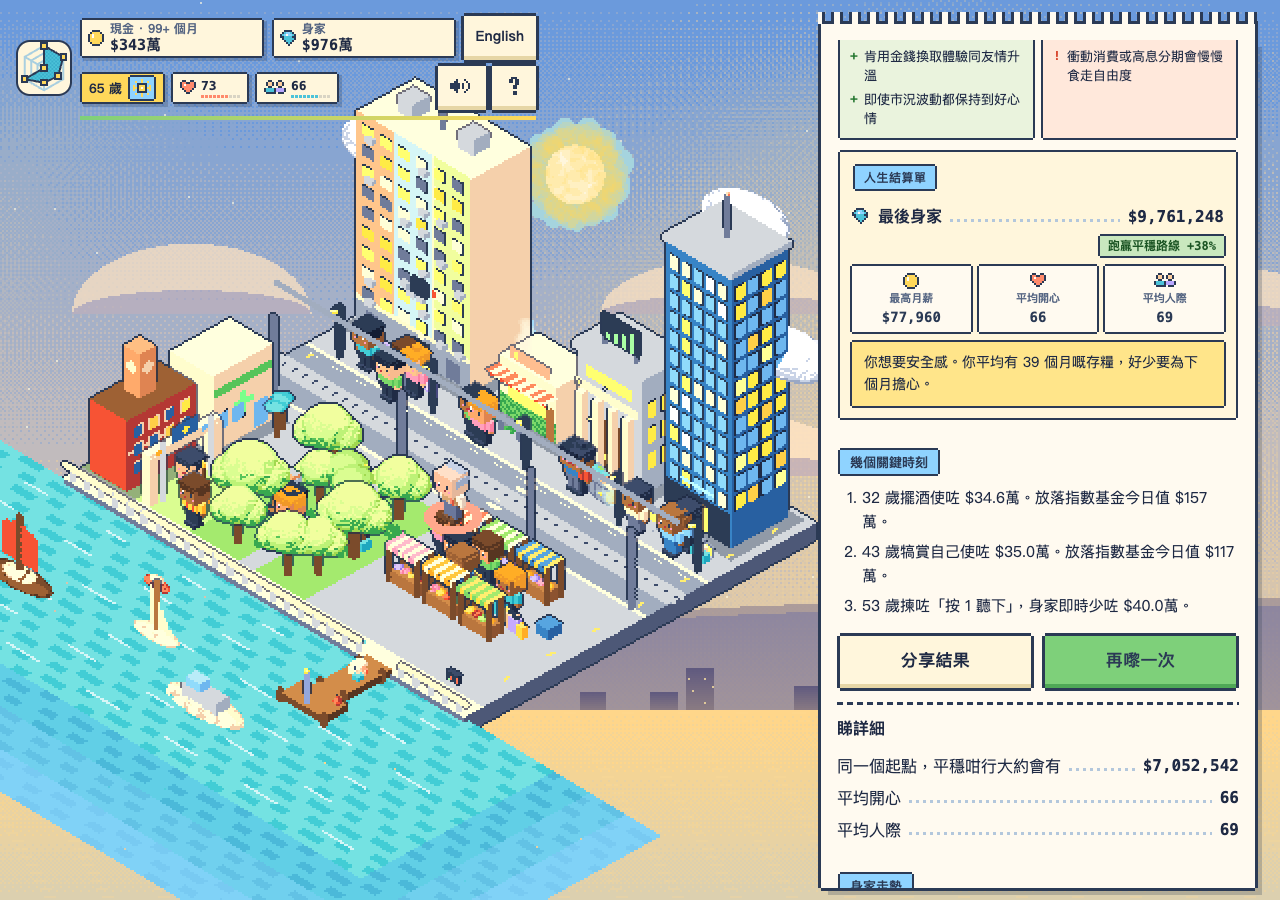 現金 · 99+ 個月
$343萬
身家
$976萬
English
65 歲
73
66
?
+ 肯用金錢換取體驗同友情升
溫
+ 即使市況波動都保持到好心
情
! 衝動消費或高息分期會慢慢
食走自由度
人生結算單
最後身家 $9,761,248
跑贏平穩路線 +38%
最高月薪
$77,960
平均開心
66
平均人際
69
你想要安全感。你平均有 39 個月嘅存糧，好少要為下
個月擔心。
幾個關鍵時刻
1. 32 歲擺酒使咗 $34.6萬。放落指數基金今日值 $157
萬。
2. 43 歲犒賞自己使咗 $35.0萬。放落指數基金今日值 $117
萬。
3. 53 歲揀咗「按 1 聽下」，身家即時少咗 $40.0萬。
分享結果
再嚟一次
睇詳細
同一個起點，平穩咁行大約會有 $7,052,542
平均開心 66
平均人際 69
身家走勢